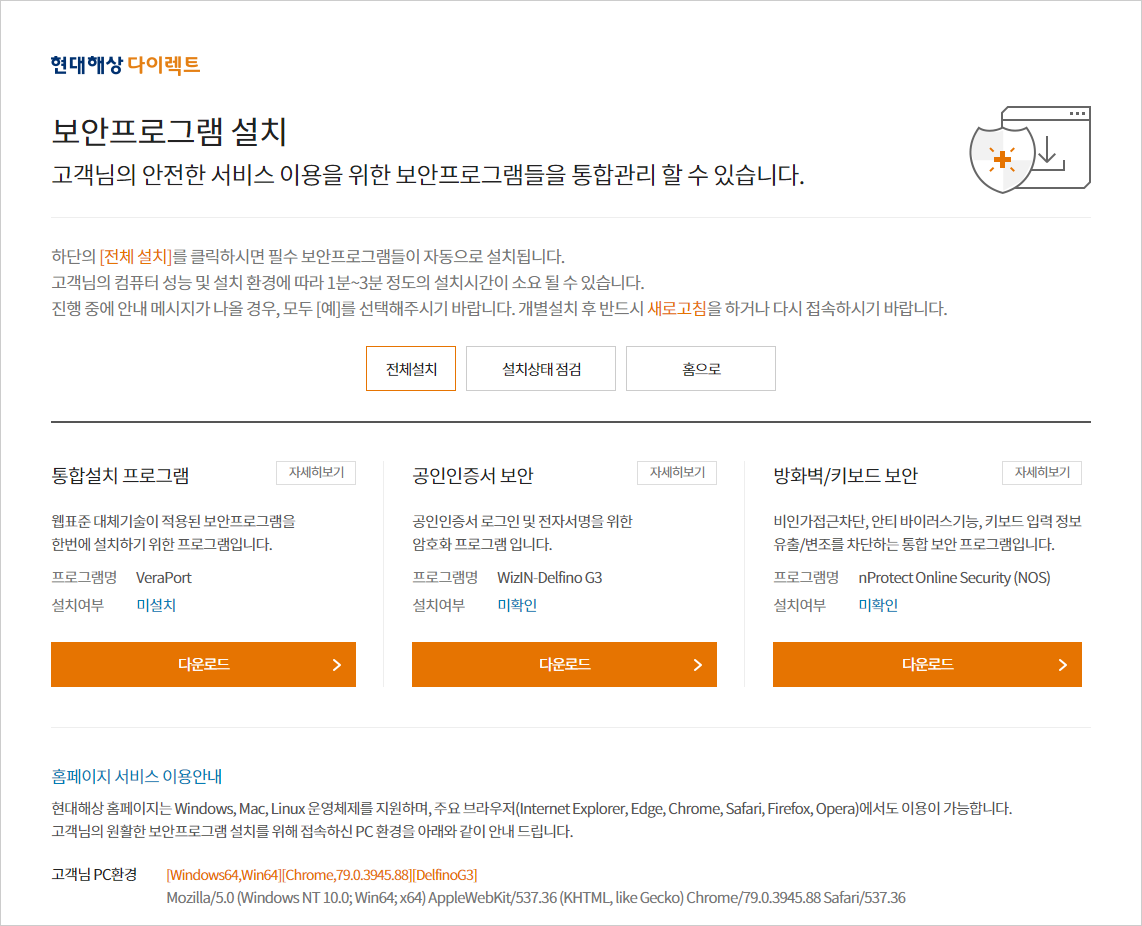 현대해상 다이렉트
보안프로그램 설치
고객님의 안전한 서비스 이용을 위한 보안프로그램들을 통합관리 할 수 있습니다.
하단의 [전체 설치]를 클릭하시면 필수 보안프로그램들이 자동으로 설치됩니다.
고객님의 컴퓨터 성능 및 설치 환경에 따라 1분~3분 정도의 설치시간이 소요 될 수 있습니다.
진행 중에 안내 메시지가 나올 경우, 모두 [예]를 선택해주시기 바랍니다. 개별설치 후 반드시 새로고침을 하거나 다시 접속하시기 바랍니다.
전체설치
설치상태 점검
홈으로
통합설치 프로그램
자세히보기
웹표준 대체기술이 적용된 보안프로그램을
한번에 설치하기 위한 프로그램입니다.
프로그램명 VeraPort
설치여부 미설치
다운로드
공인인증서 보안
자세히보기
공인인증서 로그인 및 전자서명을 위한
암호화 프로그램 입니다.
프로그램명 WizIN-Delfino G3
설치여부 미확인
다운로드
방화벽/키보드 보안
자세히보기
비인가접근차단, 안티 바이러스기능, 키보드 입력 정보
유출/변조를 차단하는 통합 보안 프로그램입니다.
프로그램명 nProtect Online Security (NOS)
설치여부 미확인
다운로드
홈페이지 서비스 이용안내
현대해상 홈페이지는 Windows, Mac, Linux 운영체제를 지원하며, 주요 브라우저(Internet Explorer, Edge, Chrome, Safari, Firefox, Opera)에서도 이용이 가능합니다.
고객님의 원활한 보안프로그램 설치를 위해 접속하신 PC 환경을 아래와 같이 안내 드립니다.
고객님 PC환경 [Windows64,Win64][Chrome,79.0.3945.88][DelfinoG3]
Mozilla/5.0 (Windows NT 10.0; Win64; x64) AppleWebKit/537.36 (KHTML, like Gecko) Chrome/79.0.3945.88 Safari/537.36